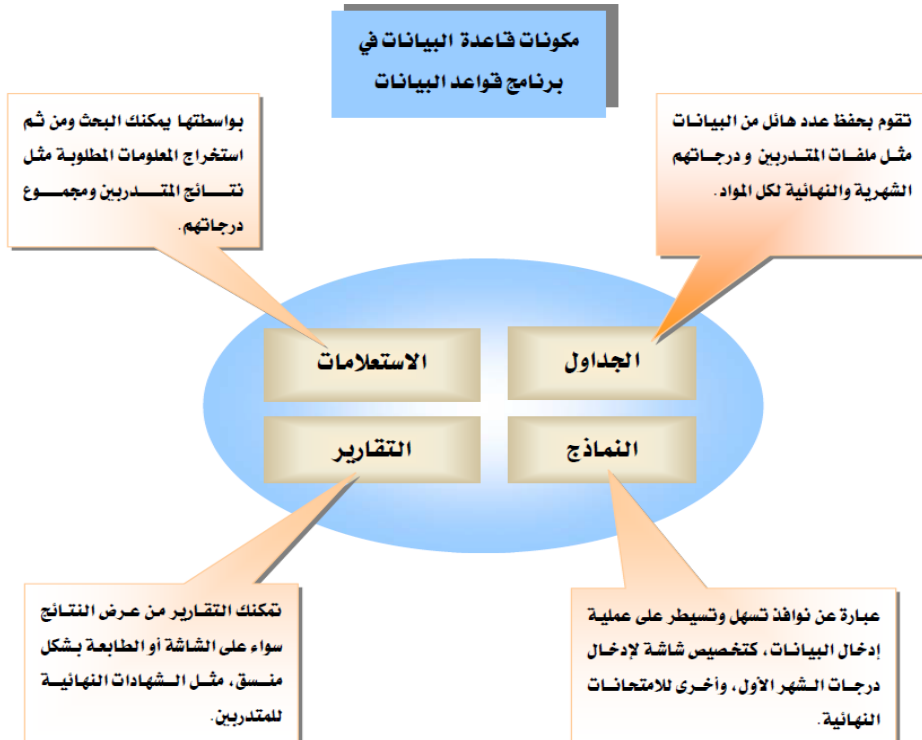 مكونات قاعدة البيانات في
برنامج قواعد البيانات
تقوم بحفظ عدد هائل من البيانات
مثل ملفات المتدربين و درجاتهم
الشهرية والنهائية لكل المواد.
بواسطتها يمكنك البحث ومن ثم
استخراج المعلومات المطلوبة مثل
نتائج المتدربين ومجموع
درجاتهم.
الجداول
الاستعلامات
النماذج
التقارير
عبارة عن نوافذ تسهل وتسيطر على عملية
إدخال البيانات، كتخصيص شاشة لإدخال
درجات الشهر الأول، وأخرى للامتحانات
النهائية.
تمكنك التقارير من عرض النتائج
سواء على الشاشة أو الطابعة بشكل
منسق، مثل الشهادات النهائية
للمتدربين.